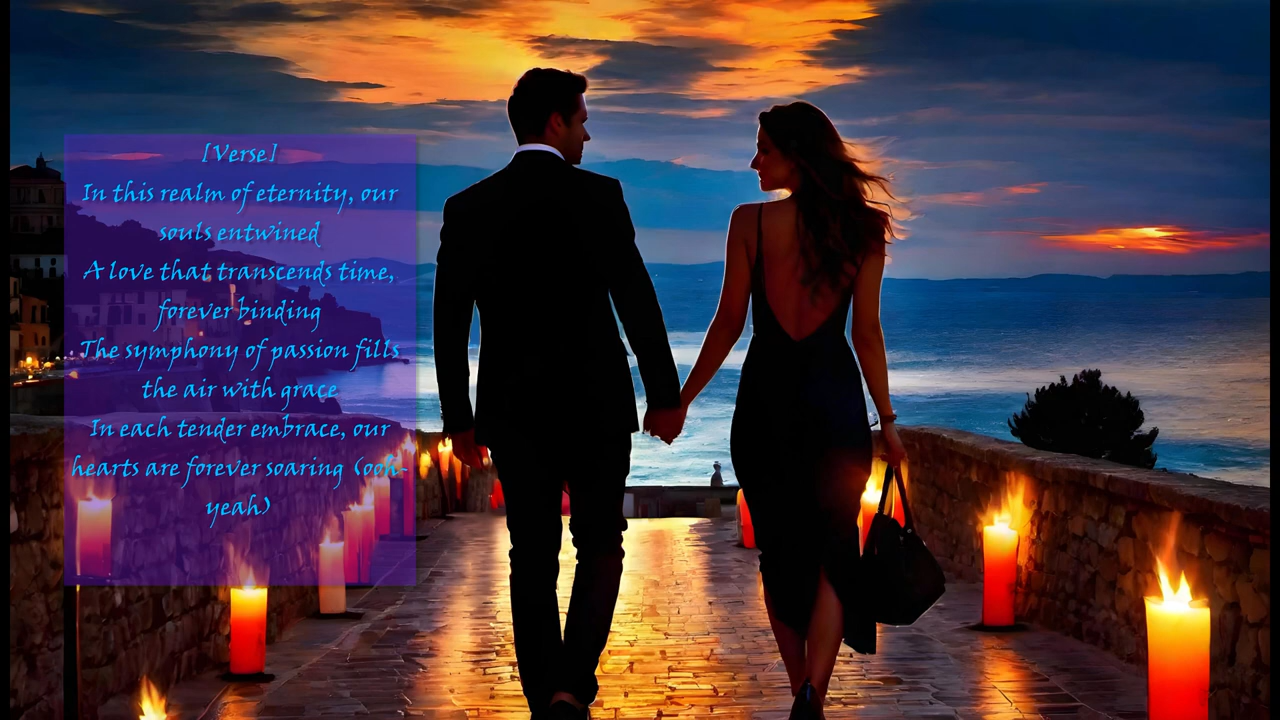 [Verse]
In this realm of eternity, our
souls entwined
A love that transcends time,
forever binding
The symphony of passion fills
the air with grace
In each tender embrace, our
hearts are forever soaring (ooh-
yeah)